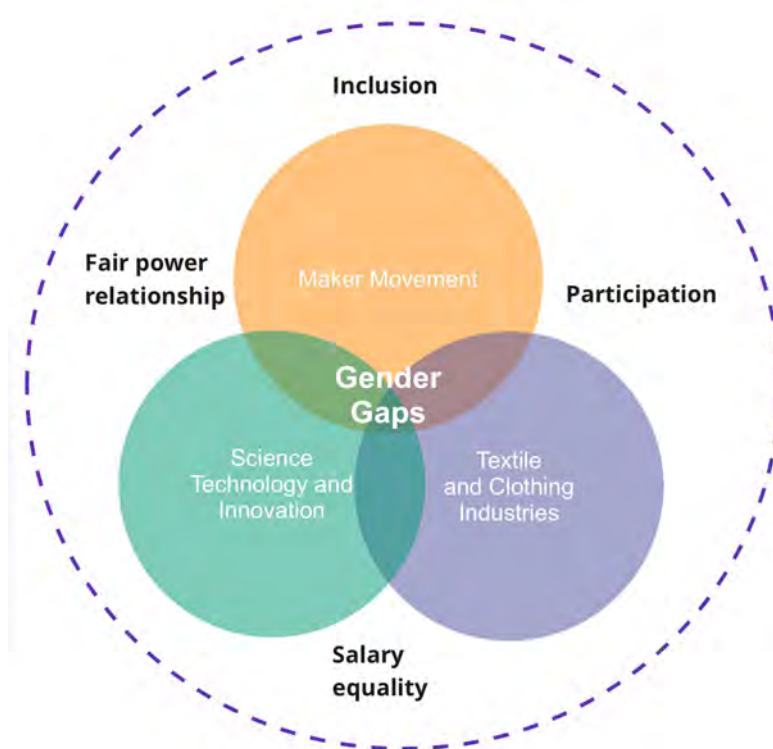 Inclusion
Maker Movement
Fair power
relationship
Participation
Gender
Gaps
Science
Technology and
Innovation
Textile
and Clothing
Industries
Salary
equality